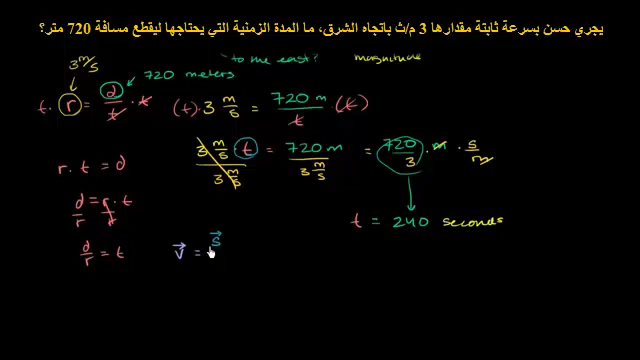 يجري حسن بسرعة ثابتة مقدارها 3 م/ث باتجاه الشرق، ما المدة الزمنية التي يحتاجها ليقطع مسافة 720 متر؟
3 m/s
to the east? magnitude
720 meters
t · r = d/t · t (t) · 3 m/s = 720 m/t · (t)
3 m/s · t / 3 m/s = 720 m / 3 m/s = 720/3 · m · s/m
r · t = d
d/r = r · t/r
t = 240 seconds
d/r = t
v⃗ = s⃗